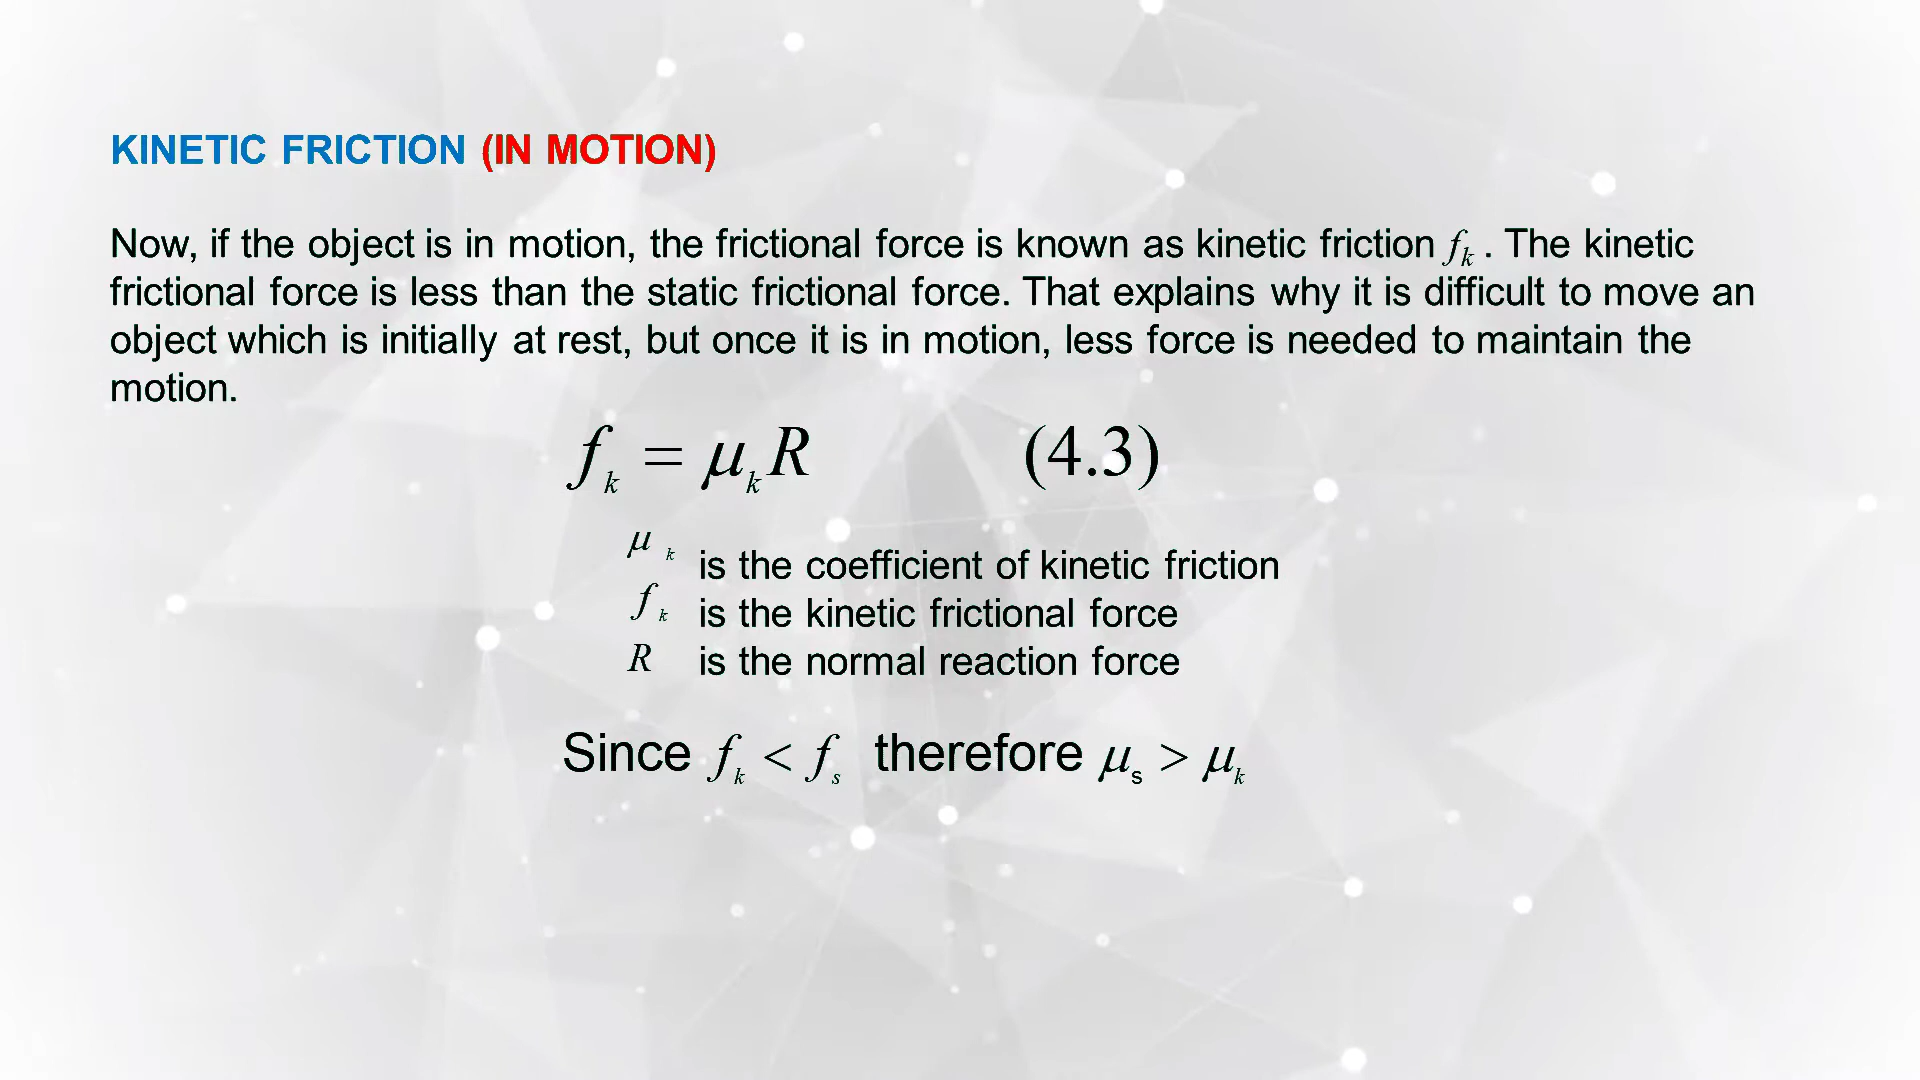 KINETIC FRICTION (IN MOTION)
Now, if the object is in motion, the frictional force is known as kinetic friction fₖ . The kinetic
frictional force is less than the static frictional force. That explains why it is difficult to move an
object which is initially at rest, but once it is in motion, less force is needed to maintain the
motion.
fₖ = μₖR (4.3)
μₖ is the coefficient of kinetic friction
fₖ is the kinetic frictional force
R is the normal reaction force
Since fₖ < fₛ therefore μₛ > μₖ